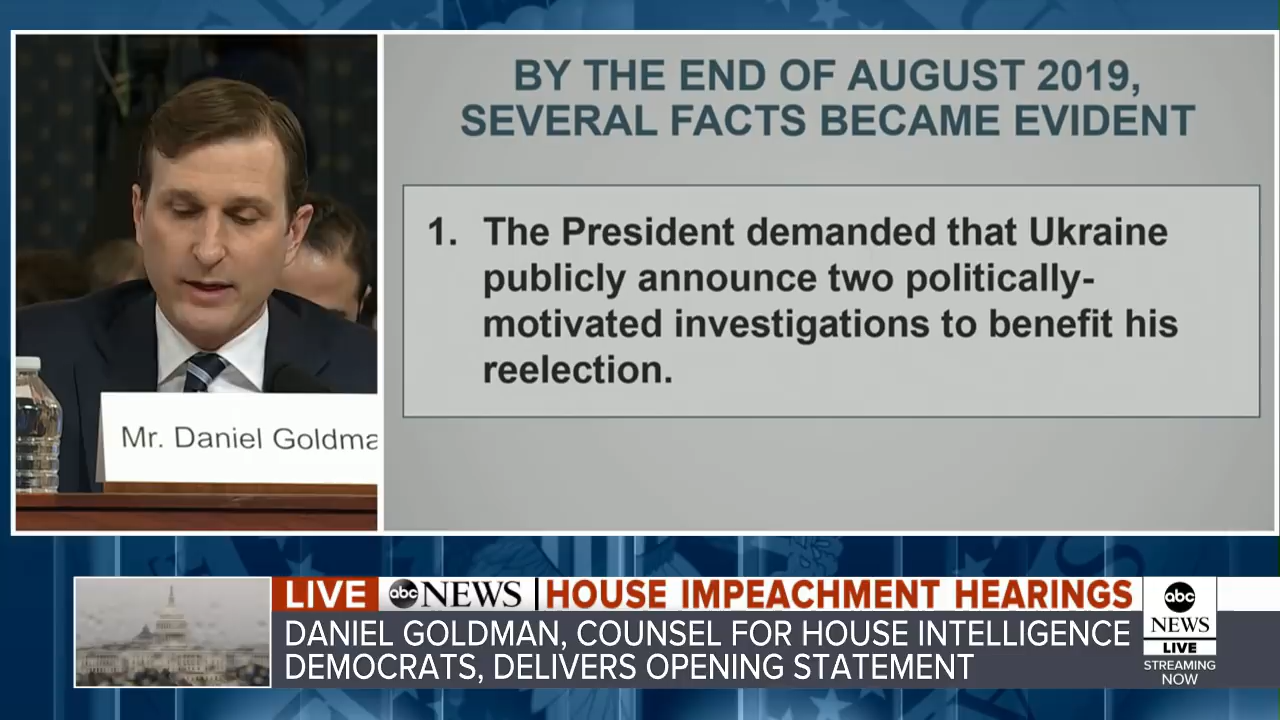 BY THE END OF AUGUST 2019,
SEVERAL FACTS BECAME EVIDENT
1. The President demanded that Ukraine
publicly announce two politically-
motivated investigations to benefit his
reelection.
Mr. Daniel Goldma
LIVE abc NEWS HOUSE IMPEACHMENT HEARINGS
DANIEL GOLDMAN, COUNSEL FOR HOUSE INTELLIGENCE
DEMOCRATS, DELIVERS OPENING STATEMENT
abc
NEWS
LIVE
STREAMING
NOW